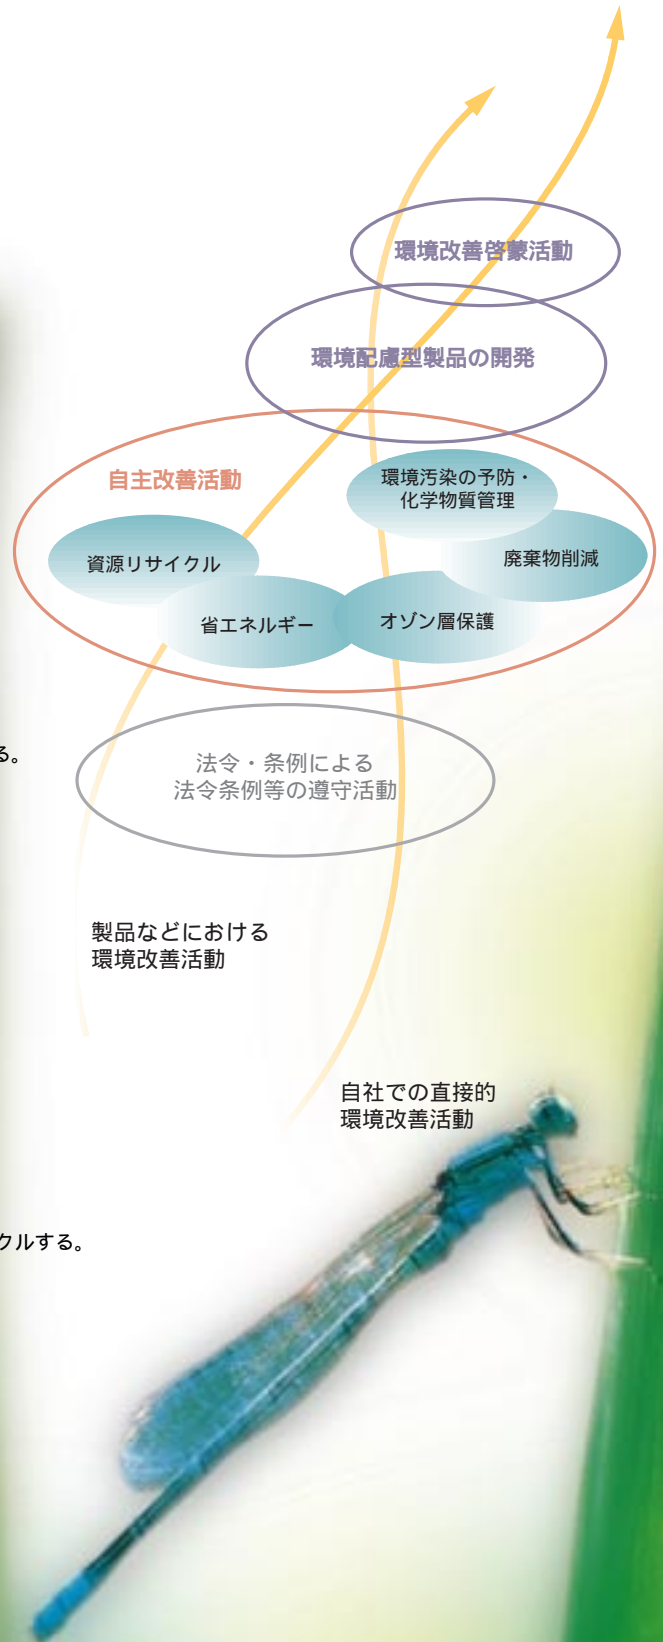 環境改善啓蒙活動
環境配慮型製品の開発
自主改善活動
環境汚染の予防・
化学物質管理
資源リサイクル
廃棄物削減
省エネルギー
オゾン層保護
る。
法令・条例による
法令条例等の遵守活動
製品などにおける
環境改善活動
自社での直接的
環境改善活動
クルする。